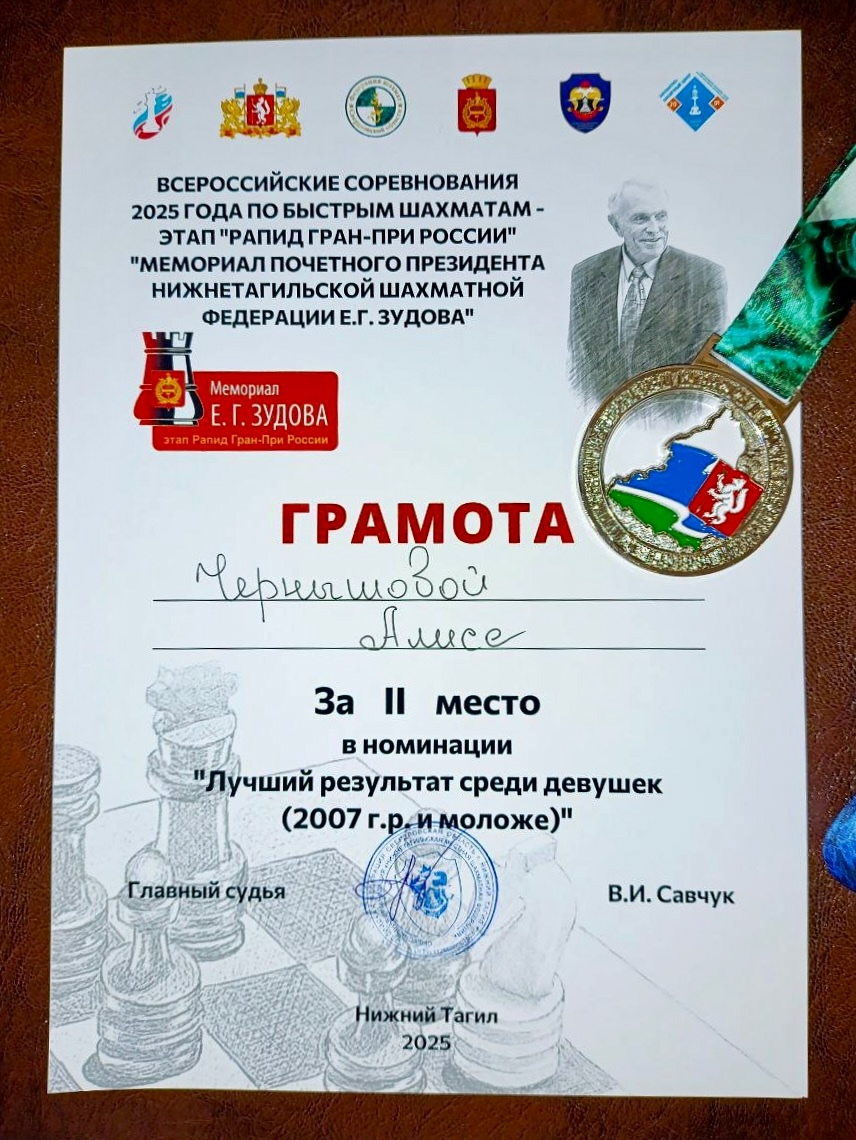 ВСЕРОССИЙСКИЕ СОРЕВНОВАНИЯ
2025 ГОДА ПО БЫСТРЫМ ШАХМАТАМ -
ЭТАП "РАПИД ГРАН-ПРИ РОССИИ"
"МЕМОРИАЛ ПОЧЕТНОГО ПРЕЗИДЕНТА
НИЖНЕТАГИЛЬСКОЙ ШАХМАТНОЙ
ФЕДЕРАЦИИ Е.Г. ЗУДОВА"
Мемориал
Е. Г. ЗУДОВА
этап Рапид Гран-При России
ГРАМОТА
Чернышовой
Алисе
За II место
в номинации
"Лучший результат среди девушек
(2007 г.р. и моложе)"
Главный судья
В.И. Савчук
Нижний Тагил
2025